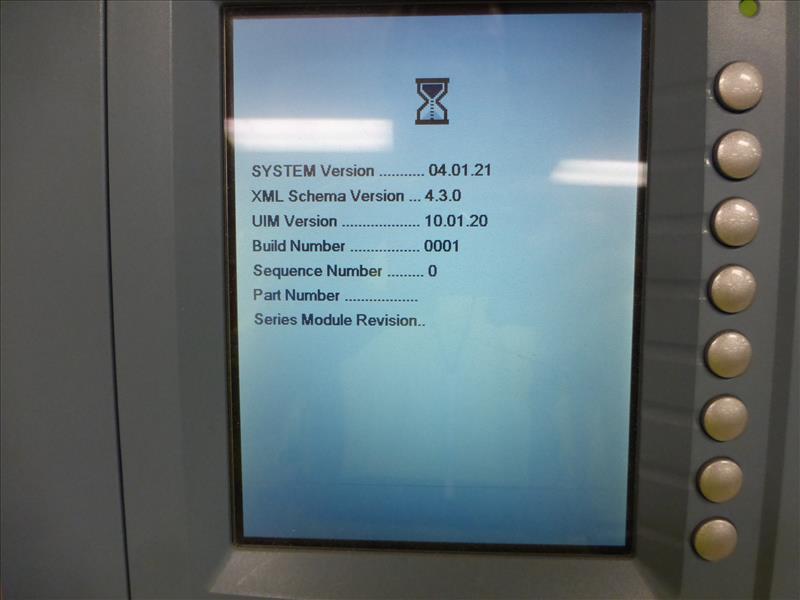 SYSTEM Version ........... 04.01.21
XML Schema Version ... 4.3.0
UIM Version ................... 10.01.20
Build Number ................. 0001
Sequence Number ......... 0
Part Number ..................
Series Module Revision..